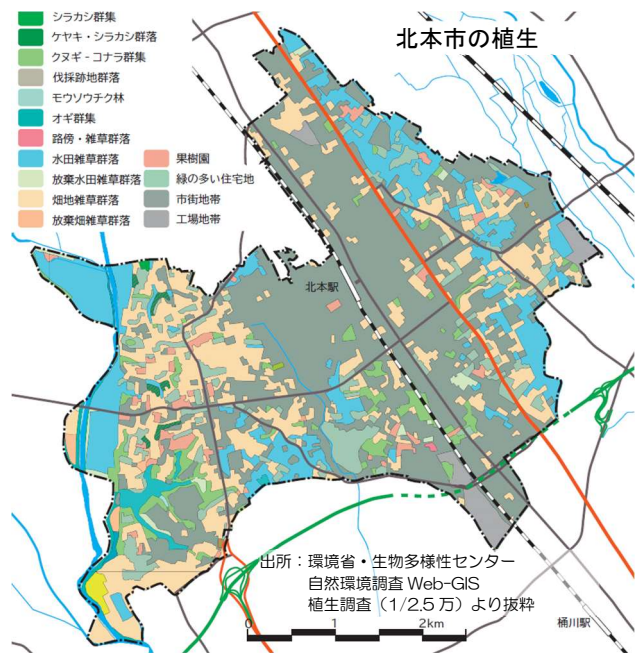 北本市の植生
シラカシ群集
ケヤキ・シラカシ群落
クヌギ - コナラ群集
伐採跡地群落
モウソウチク林
オギ群集
路傍・雑草群落
水田雑草群落
放棄水田雑草群落
畑地雑草群落
放棄畑雑草群落
果樹園
緑の多い住宅地
市街地帯
工場地帯
北本駅
出所：環境省・生物多様性センター
自然環境調査 Web-GIS
植生調査（1/2.5 万）より抜粋
0 1 2km
桶川駅